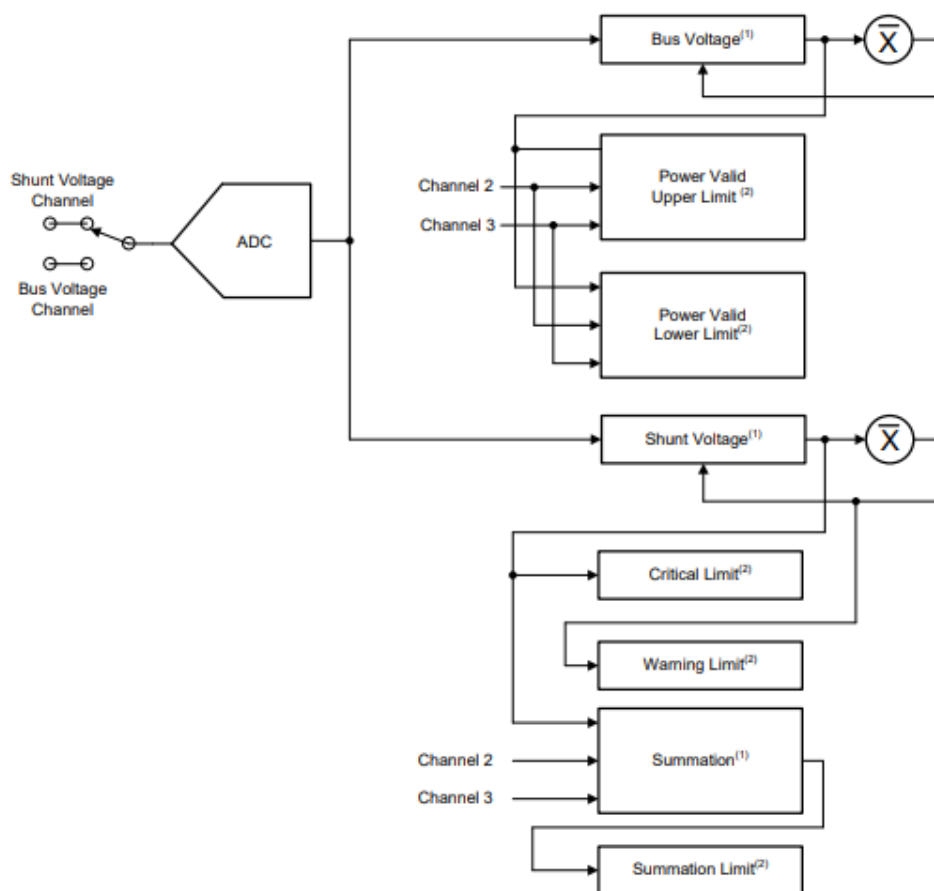 Bus Voltage(1)
X̅
Shunt Voltage
Channel
Bus Voltage
Channel
ADC
Channel 2
Channel 3
Power Valid
Upper Limit (2)
Power Valid
Lower Limit(2)
Shunt Voltage(1)
X̅
Critical Limit(2)
Warning Limit(2)
Channel 2
Channel 3
Summation(1)
Summation Limit(2)